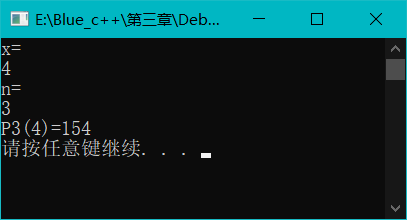 E:\Blue_c++\第三章\Deb...
x=
4
n=
3
P3(4)=154
请按任意键继续. . .